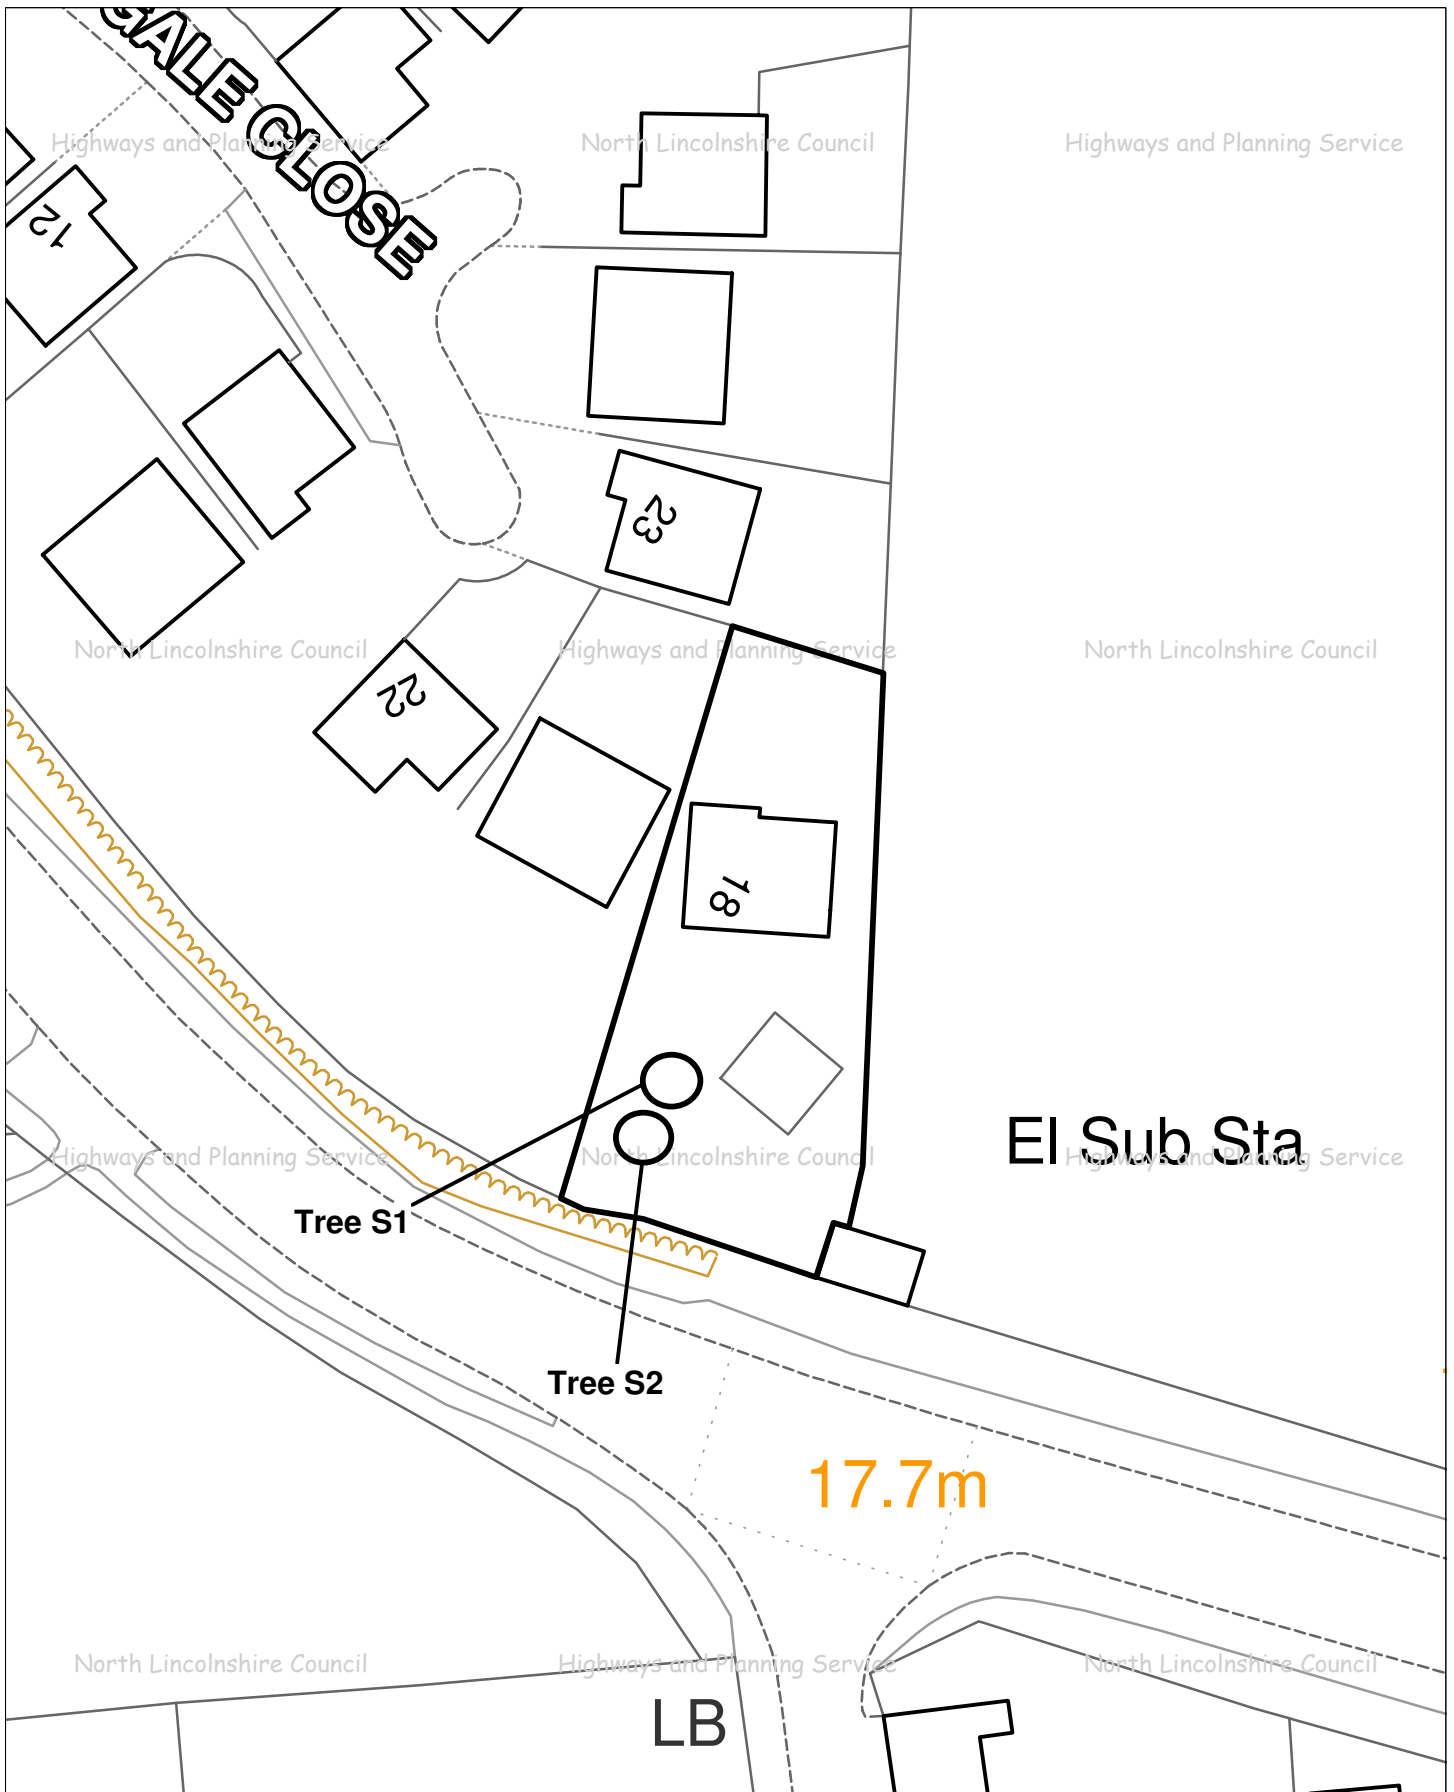 GALE CLOSE
Highways and Planning Service
North Lincolnshire Council
Highways and Planning Service
12
23
North Lincolnshire Council
Highways and Planning Service
North Lincolnshire Council
22
18
El Sub Sta
Highways and Planning Service
North Lincolnshire Council
Highways and Planning Service
Tree S1
Tree S2
17.7m
North Lincolnshire Council
Highways and Planning Service
North Lincolnshire Council
LB